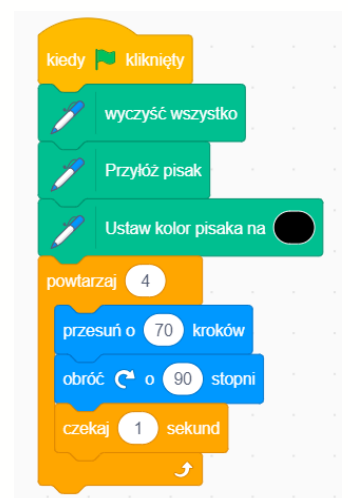 kiedy kliknięty
wyczyść wszystko
Przyłóż pisak
Ustaw kolor pisaka na
powtarzaj 4
przesuń o 70 kroków
obróć o 90 stopni
czekaj 1 sekund